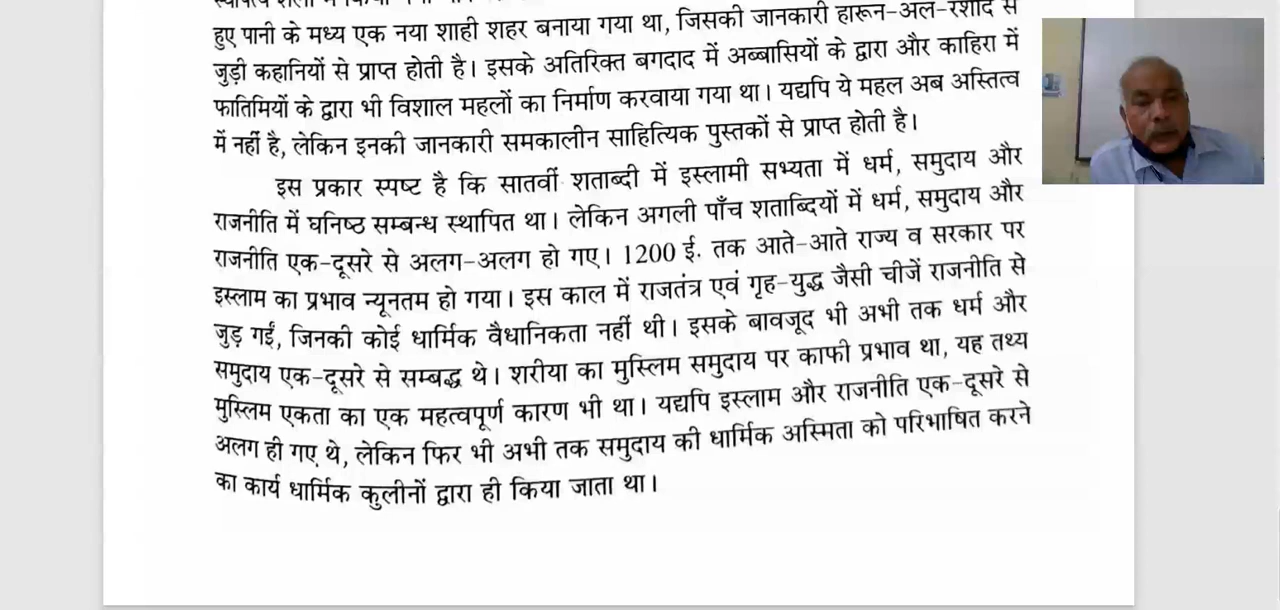 हुए पानी के मध्य एक नया शाही शहर बनाया गया था, जिसकी जानकारी हारून-अल-रशीद से
जुड़ी कहानियों से प्राप्त होती है। इसके अतिरिक्त बगदाद में अब्बासियों के द्वारा और काहिरा में
फातिमियों के द्वारा भी विशाल महलों का निर्माण करवाया गया था। यद्यपि ये महल अब अस्तित्व
में नहीं है, लेकिन इनकी जानकारी समकालीन साहित्यिक पुस्तकों से प्राप्त होती है।
इस प्रकार स्पष्ट है कि सातवीं शताब्दी में इस्लामी सभ्यता में धर्म, समुदाय और
राजनीति में घनिष्ठ सम्बन्ध स्थापित था। लेकिन अगली पाँच शताब्दियों में धर्म, समुदाय और
राजनीति एक-दूसरे से अलग-अलग हो गए। 1200 ई. तक आते-आते राज्य व सरकार पर
इस्लाम का प्रभाव न्यूनतम हो गया। इस काल में राजतंत्र एवं गृह-युद्ध जैसी चीजें राजनीति से
जुड़ गईं, जिनकी कोई धार्मिक वैधानिकता नहीं थी। इसके बावजूद भी अभी तक धर्म और
समुदाय एक-दूसरे से सम्बद्ध थे। शरीया का मुस्लिम समुदाय पर काफी प्रभाव था, यह तथ्य
मुस्लिम एकता का एक महत्वपूर्ण कारण भी था। यद्यपि इस्लाम और राजनीति एक-दूसरे से
अलग ही गए थे, लेकिन फिर भी अभी तक समुदाय की धार्मिक अस्मिता को परिभाषित करने
का कार्य धार्मिक कुलीनों द्वारा ही किया जाता था।